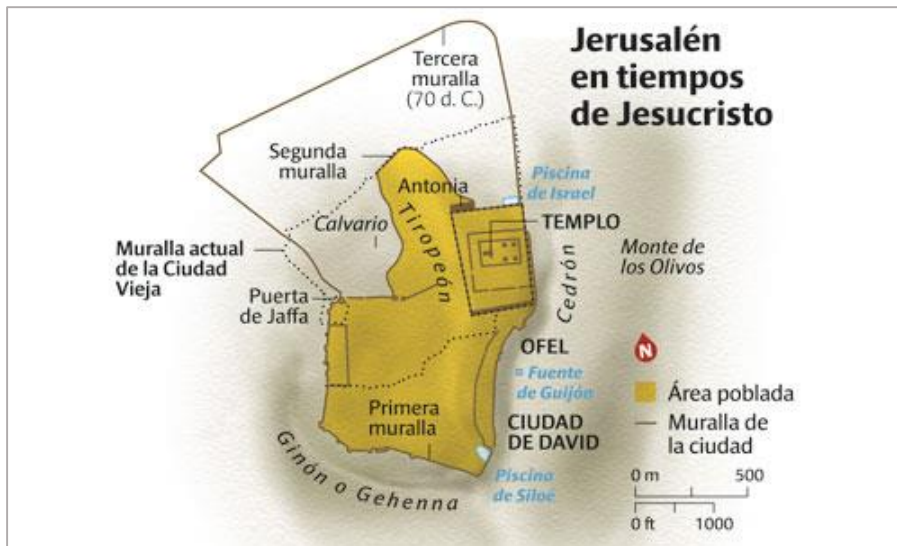 Jerusalén
en tiempos
de Jesucristo
Tercera
muralla
(70 d. C.)
Segunda
muralla
Antonia
Piscina
de Israel
TEMPLO
Calvario
Tiropeón
Muralla actual
de la Ciudad
Vieja
Cedrón
Monte de
los Olivos
Puerta
de Jaffa
OFEL
= Fuente
de Guijón
CIUDAD
DE DAVID
Primera
muralla
Ginón o Gehenna
Piscina
de Siloé
N
Área poblada
Muralla de
la ciudad
0 m 500
0 ft 1000